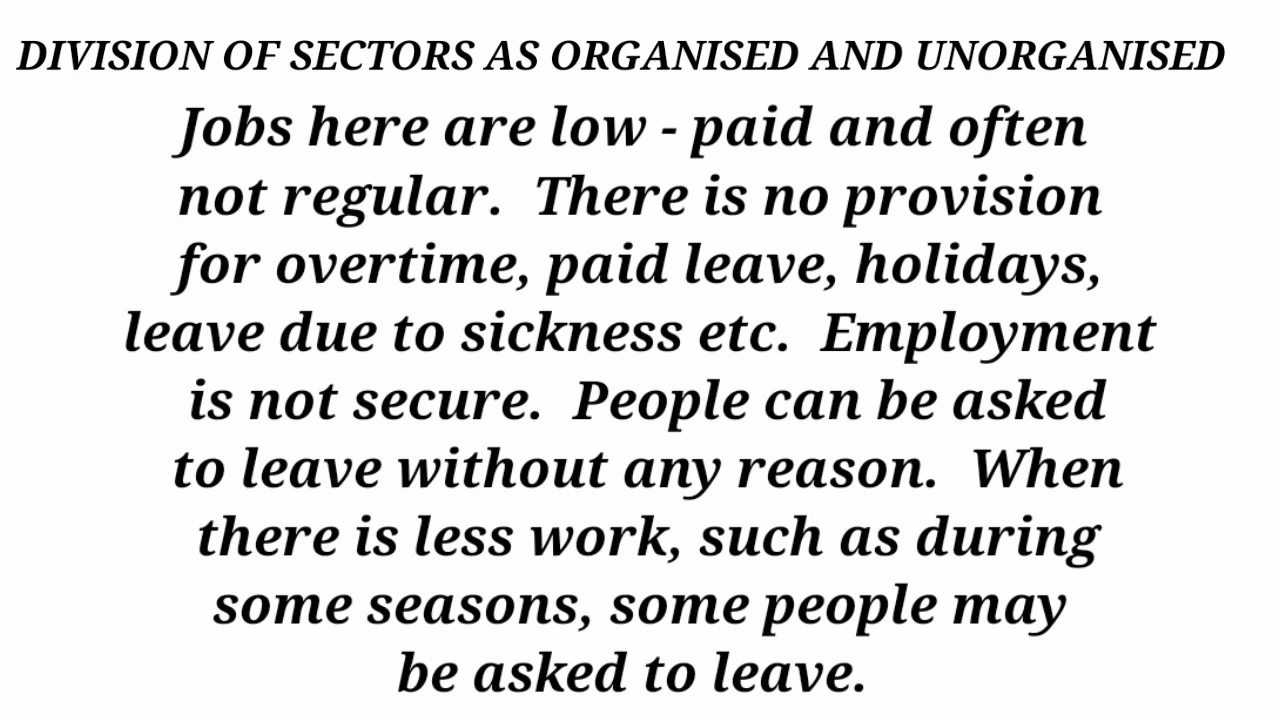 DIVISION OF SECTORS AS ORGANISED AND UNORGANISED
Jobs here are low - paid and often
not regular. There is no provision
for overtime, paid leave, holidays,
leave due to sickness etc. Employment
is not secure. People can be asked
to leave without any reason. When
there is less work, such as during
some seasons, some people may
be asked to leave.